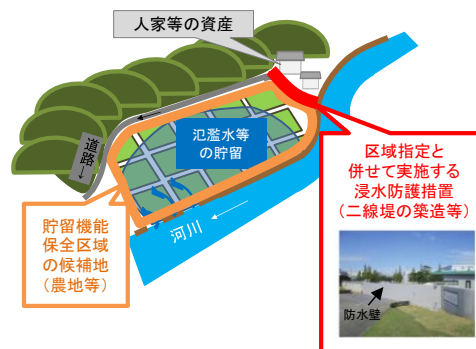 人家等の資産
道路→
氾濫水等
の貯留
河川
貯留機能
保全区域
の候補地
（農地等）
区域指定と
併せて実施する
浸水防護措置
（二線堤の築造等）
防水壁